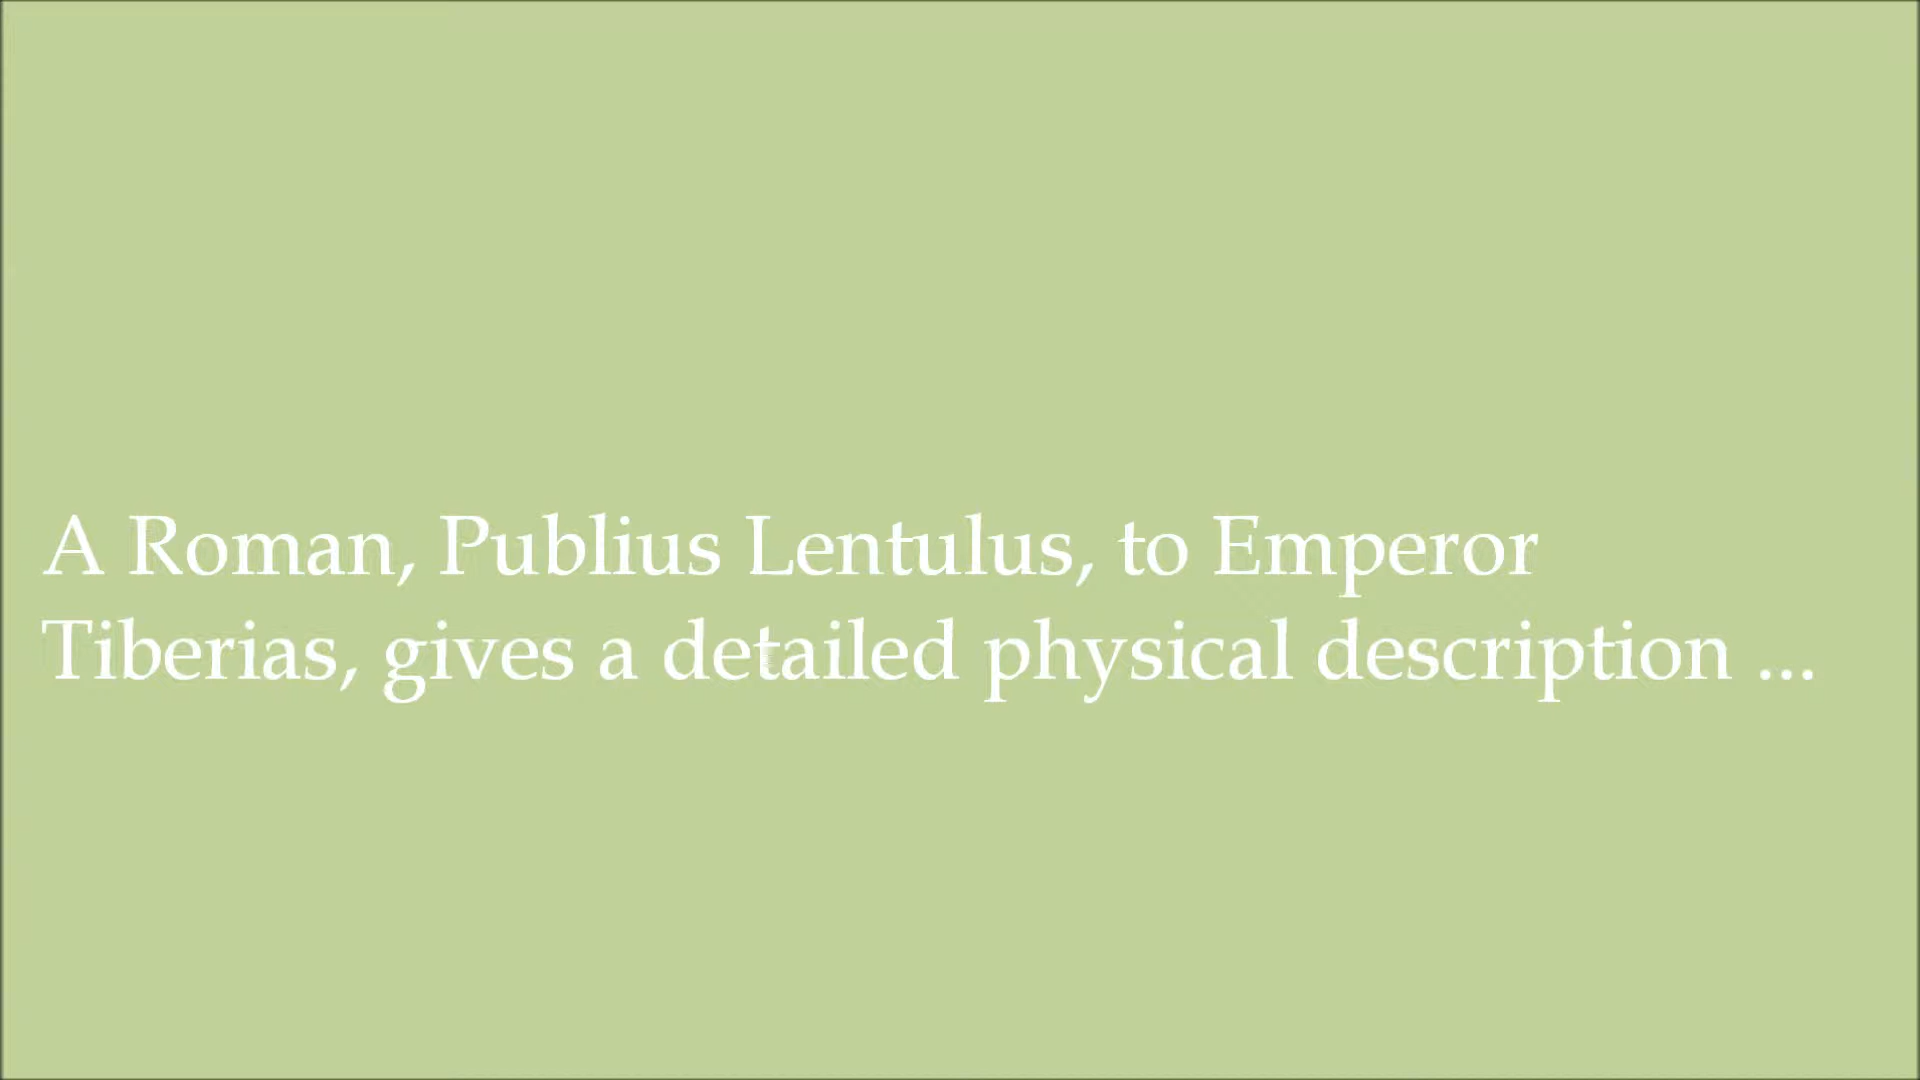 A Roman, Publius Lentulus, to Emperor
Tiberias, gives a detailed physical description ...